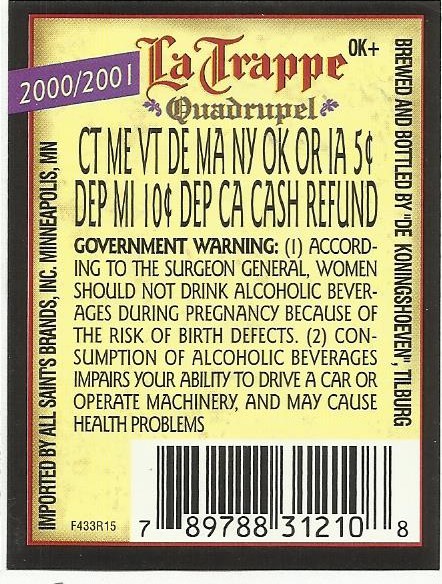 2000/2001
La Trappe
OK+
Quadrupel
CT ME VT DE MA NY OK OR IA 5¢
DEP MI 10¢ DEP CA CASH REFUND
GOVERNMENT WARNING: (1) ACCORD-
ING TO THE SURGEON GENERAL, WOMEN
SHOULD NOT DRINK ALCOHOLIC BEVER-
AGES DURING PREGNANCY BECAUSE OF
THE RISK OF BIRTH DEFECTS. (2) CON-
SUMPTION OF ALCOHOLIC BEVERAGES
IMPAIRS YOUR ABILITY TO DRIVE A CAR OR
OPERATE MACHINERY, AND MAY CAUSE
HEALTH PROBLEMS
F433R15
7 89788 31210 8
IMPORTED BY ALL SAINT'S BRANDS, INC. MINNEAPOLIS, MN
BREWED AND BOTTLED BY "DE KONINGSHOEVEN", TILBURG